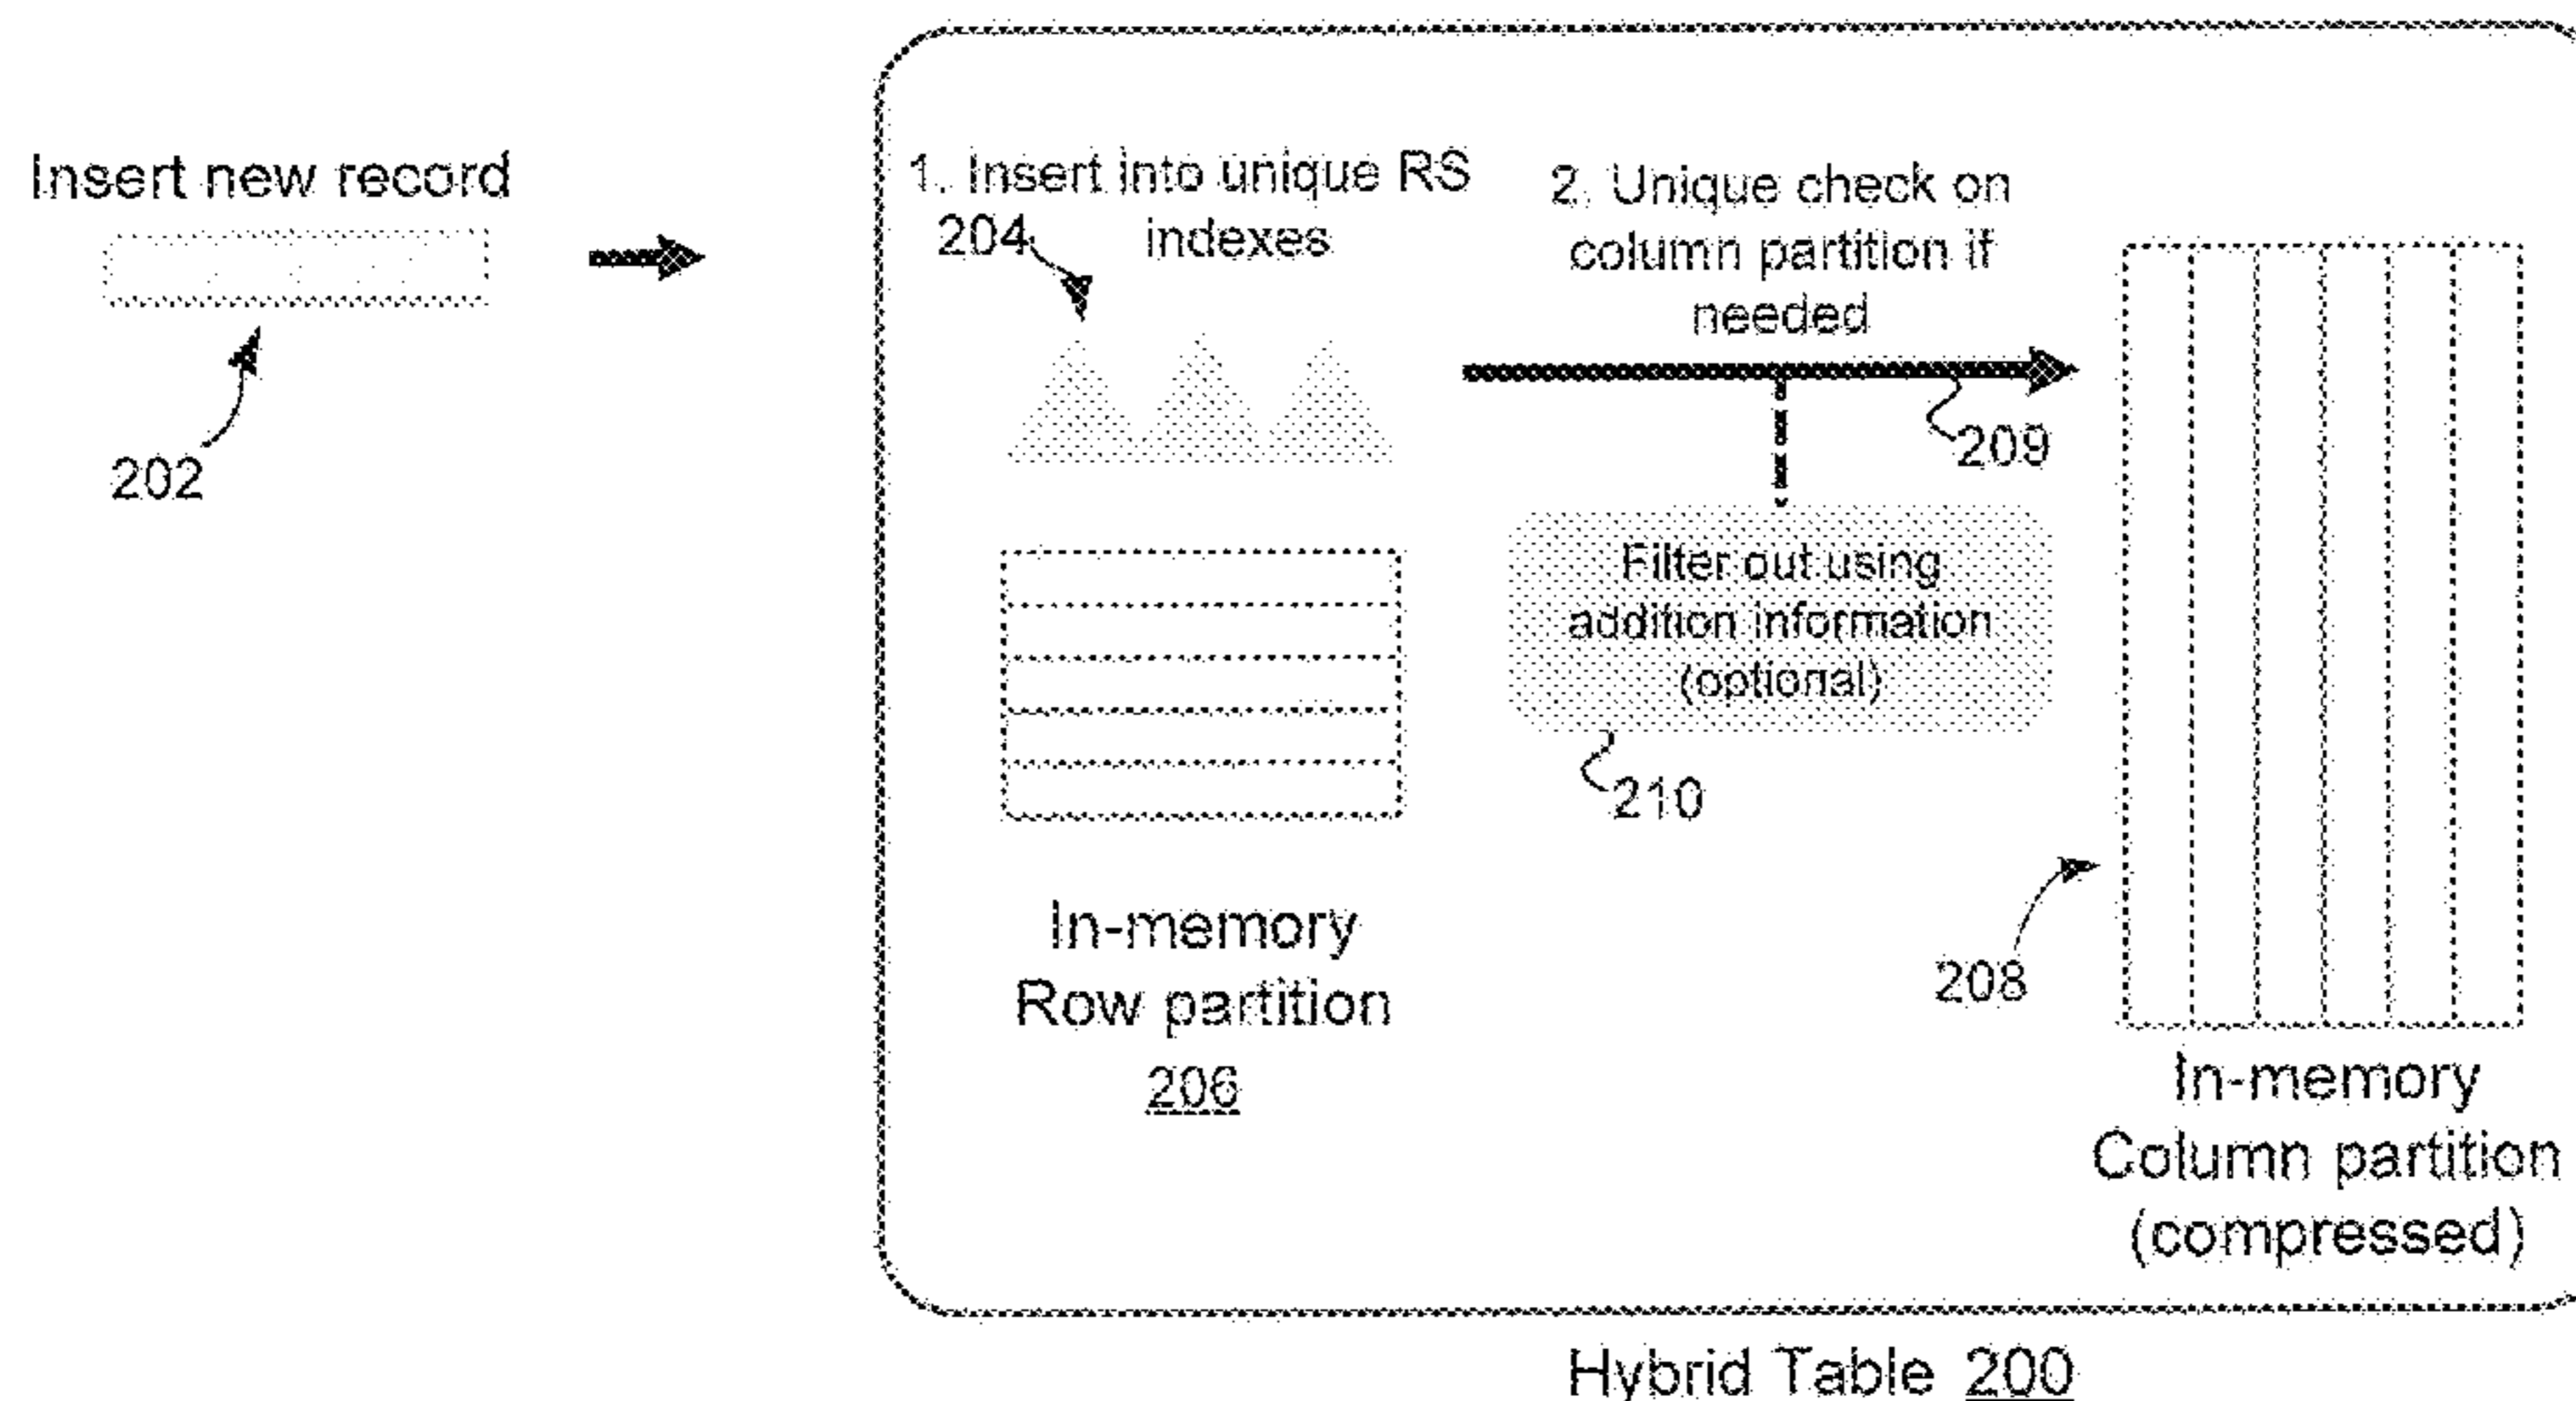 Insert new record
202
1. Insert into unique RS
204
indexes
2. Unique check on
column partition if
needed
209
Filter out using
addition information
(optional)
210
In-memory
Row partition
206
208
In-memory
Column partition
(compressed)
Hybrid Table 200